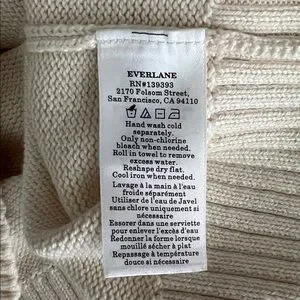 EVERLANE
RN#139393
2170 Folsom Street,
San Francisco, CA 94110
Hand wash cold
separately.
Only non-chlorine
bleach when needed.
Roll in towel to remove
excess water.
Reshape dry flat.
Cool iron when needed.
Lavage à la main à l'eau
froide séparément
Utiliser de l'eau de Javel
sans chlore uniquement si
nécessaire
Essorer dans une serviette
pour enlever l'excès d'eau
Redonner la forme lorsque
mouillé sécher à plat
Repassage à température
douce si nécessaire